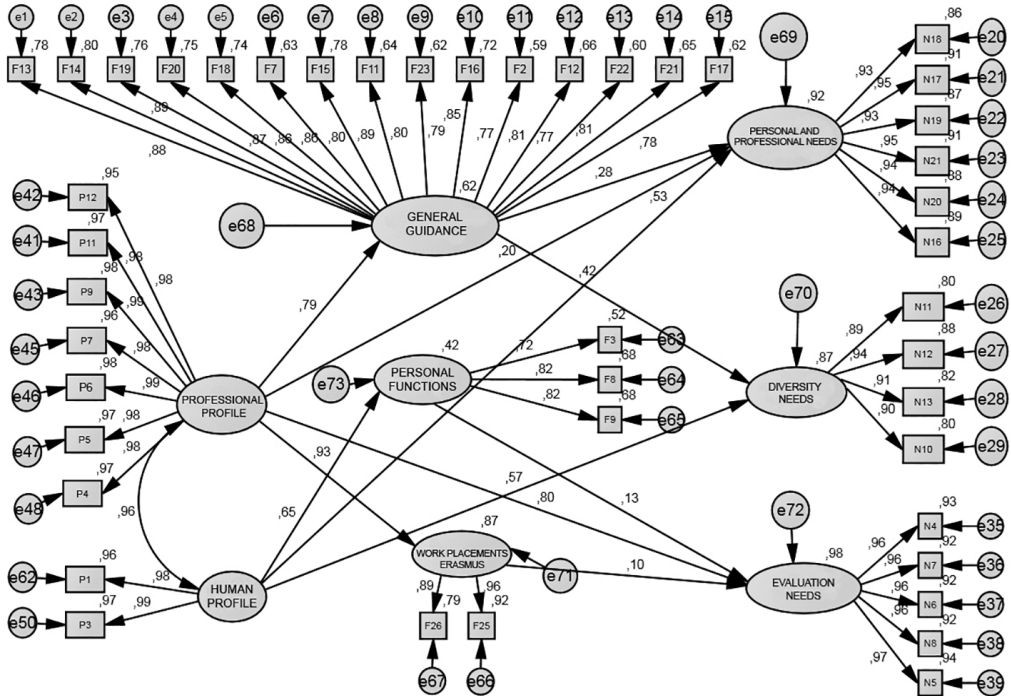 e1 e2 e3 e4 e5 e6 e7 e8 e9 e10 e11 e12 e13 e14 e15
,78 ,80 ,76 ,75 ,74 ,63 ,78 ,64 ,62 ,72 ,59 ,66 ,60 ,65 ,62
F13 F14 F19 F20 F18 F7 F15 F11 F23 F16 F2 F12 F22 F21 F17
,88 ,89 ,87 ,86 ,86 ,80 ,89 ,80 ,79 ,85 ,77 ,81 ,77 ,81 ,78
e68
,62
GENERAL
GUIDANCE
e69
,92
PERSONAL AND
PROFESSIONAL NEEDS
,93 ,95 ,93 ,95 ,94 ,94
,86
N18 e20
,91
N17 e21
,87
N19 e22
,91
N21 e23
,88
N20 e24
,89
N16 e25
,28
,53
,20
,42
,79
,72
,95
e42 P12
,97
e41 P11
,98
e43 P9
,96
e45 P7
,98
e46 P6
,97
e47 P5
,97
e48 P4
,98 ,98 ,99 ,98 ,99 ,98 ,98
PROFESSIONAL
PROFILE
,96
e73
,42
PERSONAL
FUNCTIONS
,72 ,82 ,82
,52
F3 e63
,68
F8 e64
,68
F9 e65
e70
,87
DIVERSITY
NEEDS
,89 ,94 ,91 ,90
,80
N11 e26
,88
N12 e27
,82
N13 e28
,80
N10 e29
,93
,57
,80
,65
,13
,96
e62 P1
,97
e50 P3
,98
,99
HUMAN
PROFILE
,87
WORK PLACEMENTS
ERASMUS
e71
,10
,89 ,96
,79 ,92
F26 F25
e67 e66
e72
,98
EVALUATION
NEEDS
,96 ,96 ,96 ,96 ,97
,93
N4 e35
,92
N7 e36
,92
N6 e37
,92
N8 e38
,94
N5 e39